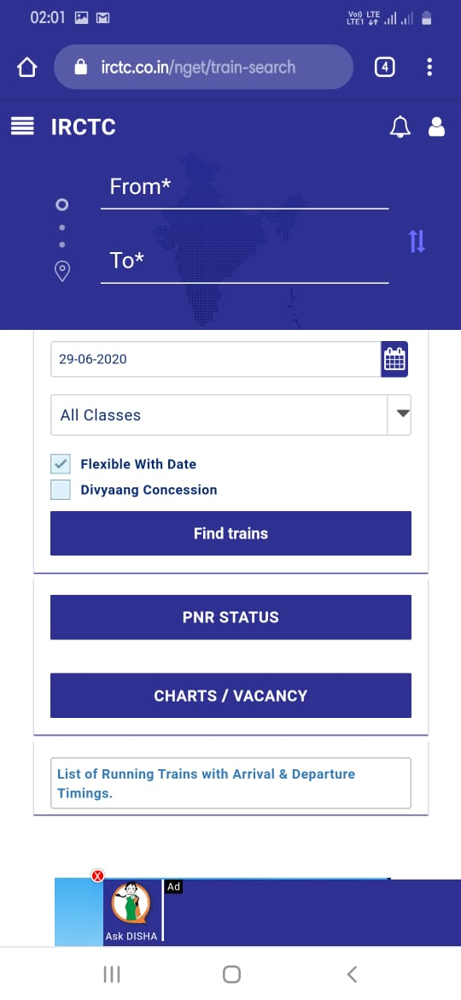 02:01
Vo) LTE
LTE1
irctc.co.in/nget/train-search
4
IRCTC
From*
To*
29-06-2020
All Classes
Flexible With Date
Divyaang Concession
Find trains
PNR STATUS
CHARTS / VACANCY
List of Running Trains with Arrival & Departure
Timings.
X
Ad
Ask DISHA